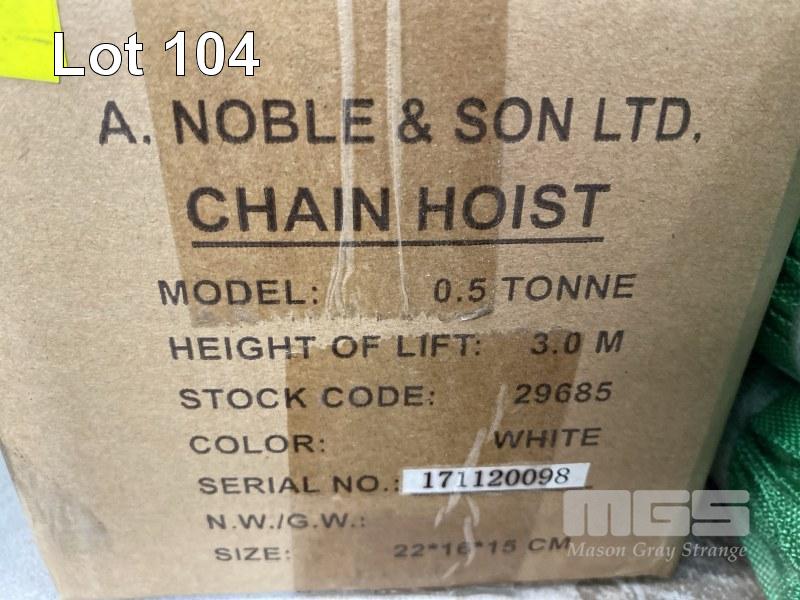 Lot 104
A. NOBLE & SON LTD.
CHAIN HOIST
MODEL: 0.5 TONNE
HEIGHT OF LIFT: 3.0 M
STOCK CODE: 29685
COLOR: WHITE
SERIAL NO.: 171120098
N.W./G.W.:
SIZE: 22*16*15 CM
MGS
Mason Gray Strange